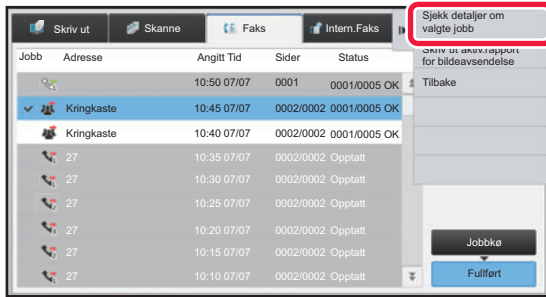 Skriv ut Skanne Faks Intern.Faks
Sjekk detaljer om
valgte jobb
Skriv ut aktiv.rapport
for bildeavsendelse
Tilbake
Jobb Adresse Angitt Tid Sider Status
10:50 07/07 0001 0001/0005 OK
Kringkaste 10:45 07/07 0002/0002 0001/0005 OK
Kringkaste 10:40 07/07 0002/0002 0001/0005 OK
27 10:35 07/07 0002/0002 Opptatt
27 10:30 07/07 0002/0002 Opptatt
27 10:25 07/07 0002/0002 Opptatt
27 10:20 07/07 0002/0002 Opptatt
27 10:15 07/07 0002/0002 Opptatt
27 10:10 07/07 0002/0002 Opptatt
Jobbkø
Fullført